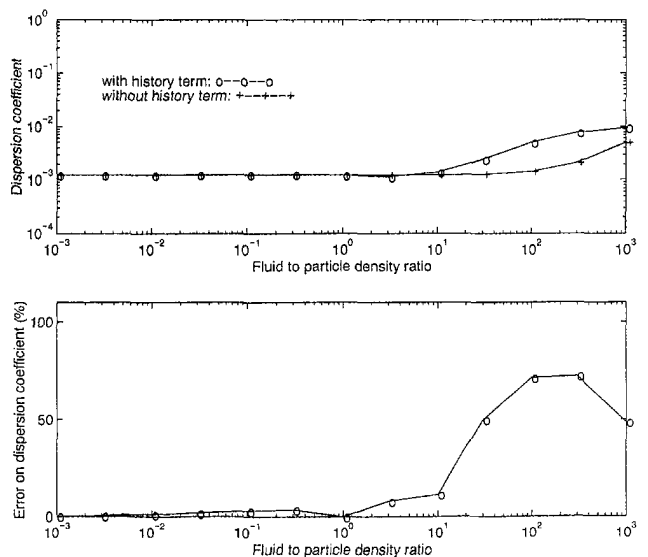 10^0
10^-1
10^-2
10^-3
10^-4
Dispersion coefficient
with history term: o--o--o
without history term: +--+--+
10^-3 10^-2 10^-1 10^0 10^1 10^2 10^3
Fluid to particle density ratio
100
50
0
Error on dispersion coefficient (%)
10^-3 10^-2 10^-1 10^0 10^1 10^2 10^3
Fluid to particle density ratio